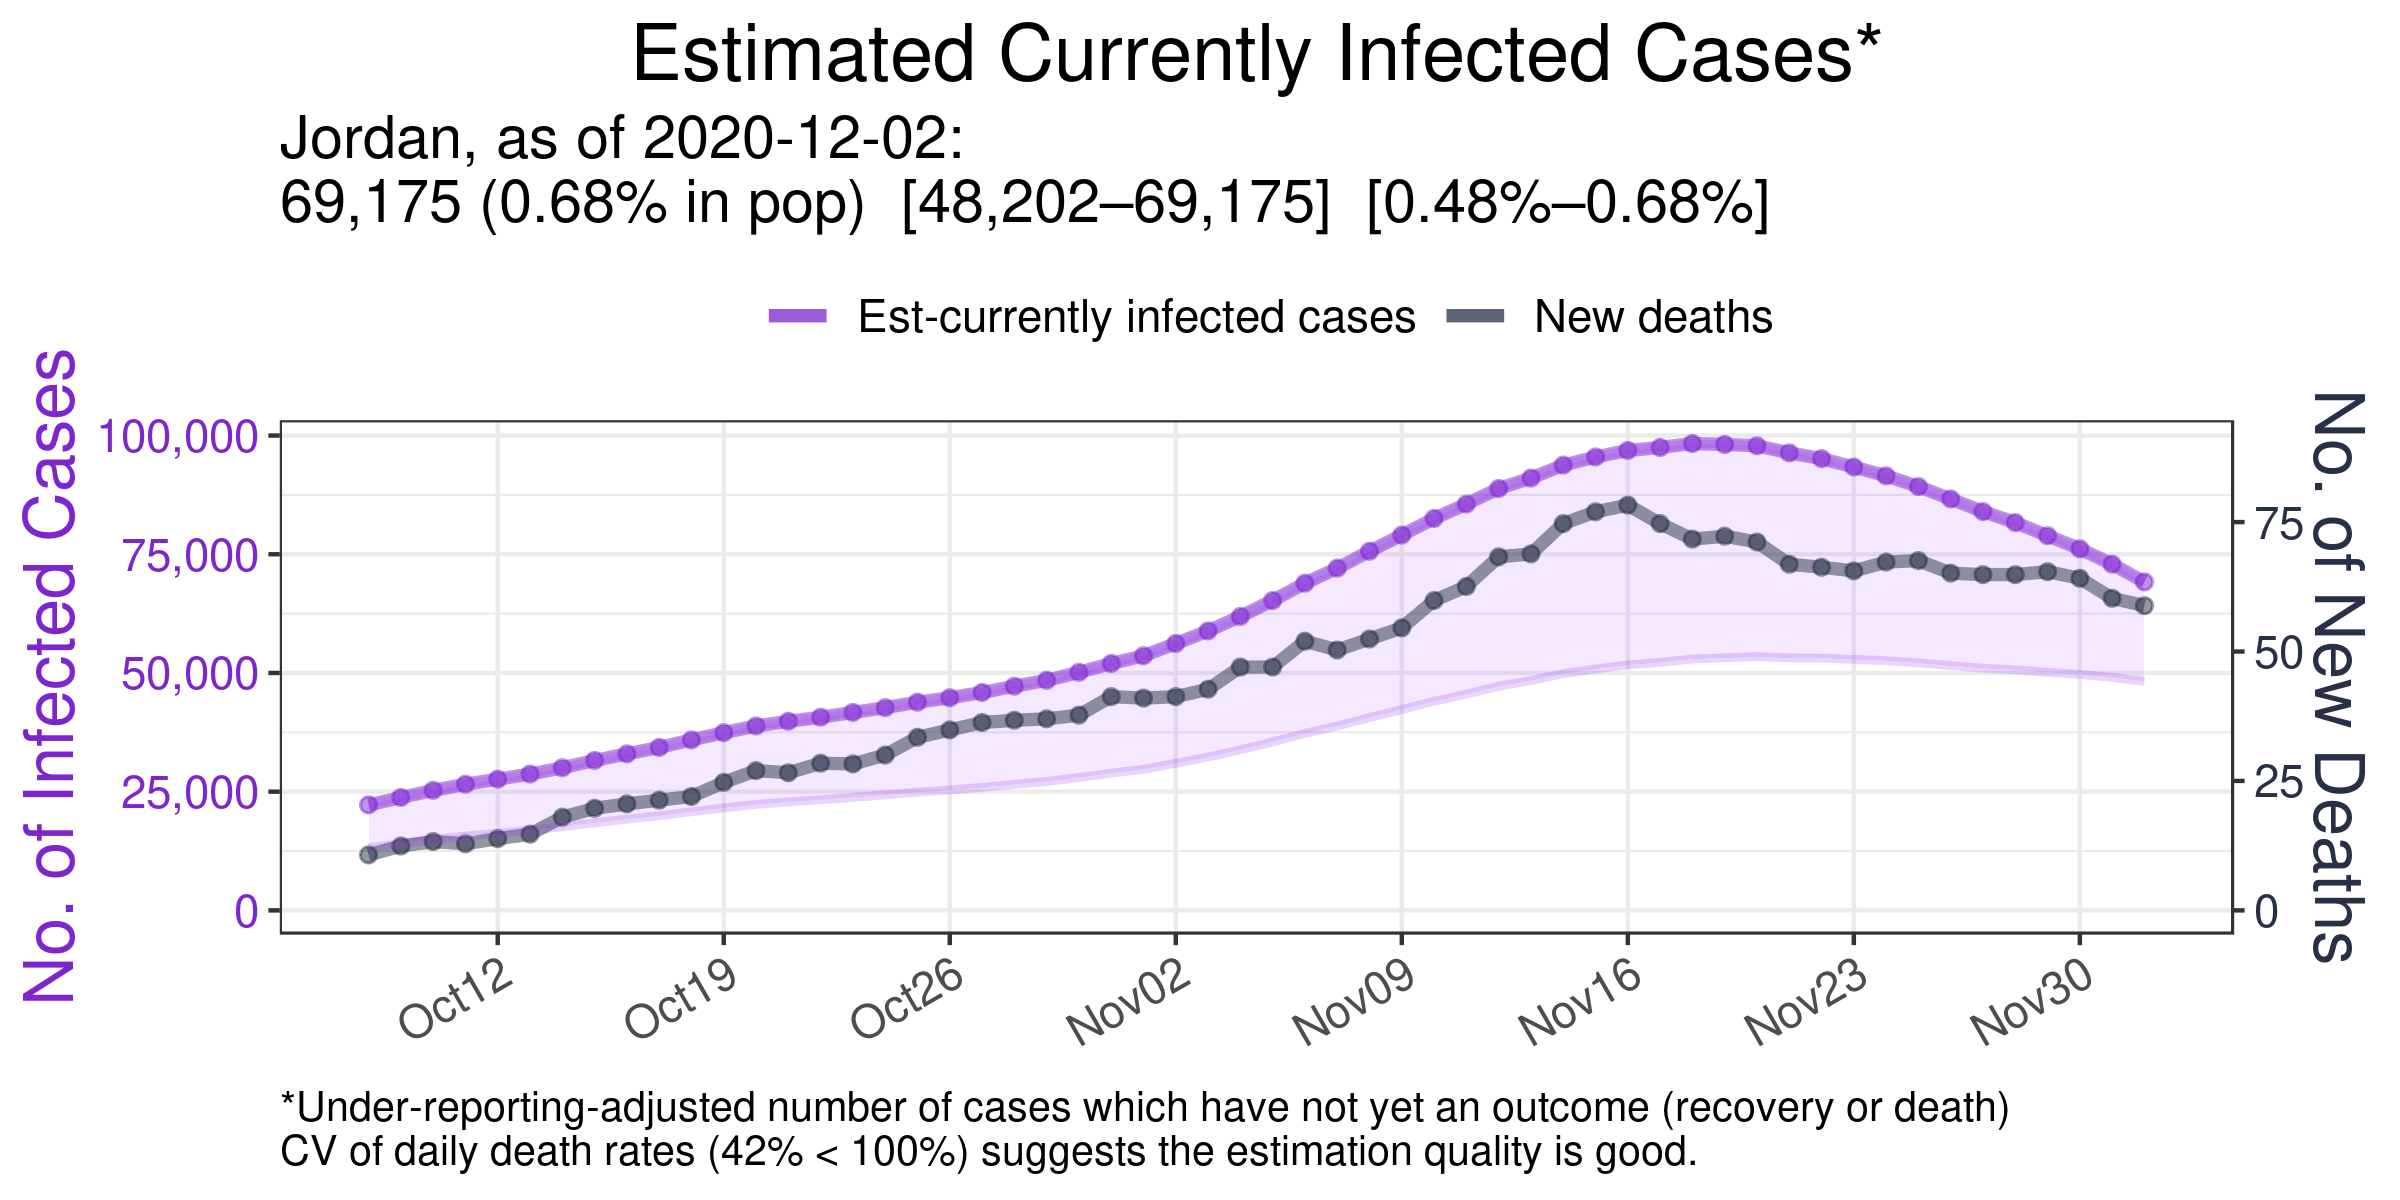 Estimated Currently Infected Cases*
Jordan, as of 2020-12-02:
69,175 (0.68% in pop)  [48,202–69,175]  [0.48%–0.68%]
Est-currently infected cases
New deaths
No. of Infected Cases
100,000
75,000
50,000
25,000
0
No. of New Deaths
75
50
25
0
Oct12
Oct19
Oct26
Nov02
Nov09
Nov16
Nov23
Nov30
*Under-reporting-adjusted number of cases which have not yet an outcome (recovery or death)
CV of daily death rates (42% < 100%) suggests the estimation quality is good.